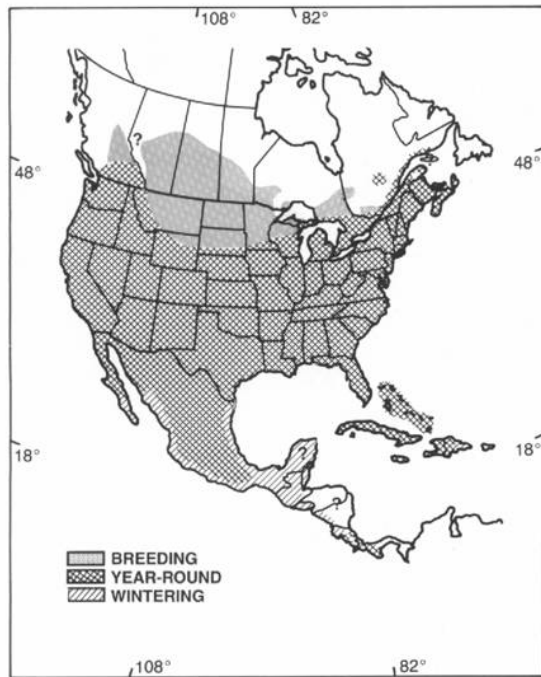 108° 82°
?
48° 48°
18° 18°
?
?
BREEDING
YEAR-ROUND
WINTERING
108° 82°